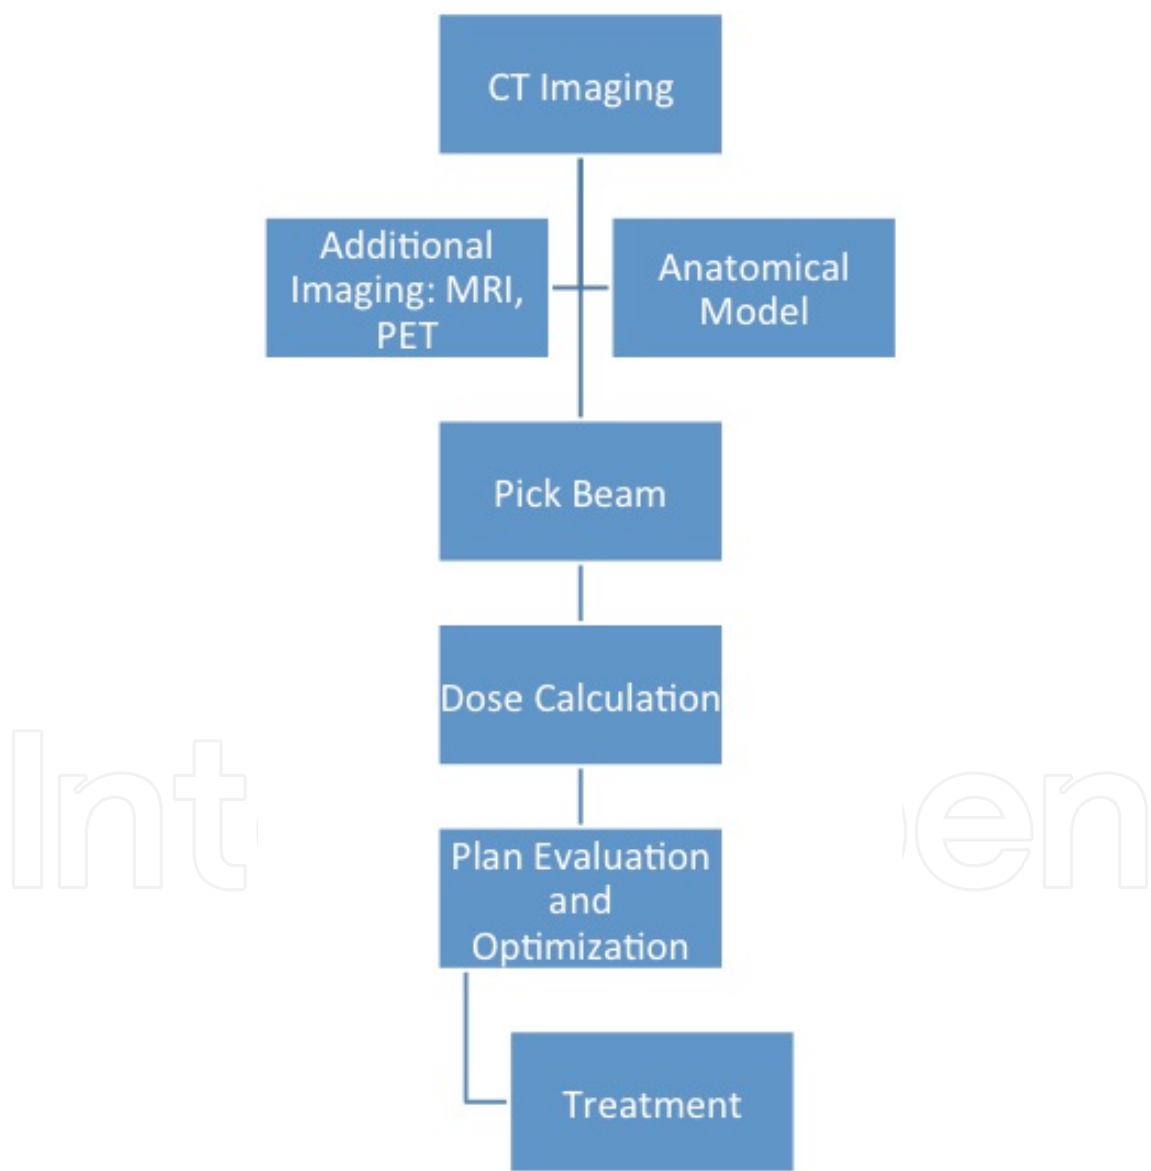 CT Imaging
Additional
Imaging: MRI,
PET
Anatomical
Model
Pick Beam
Dose Calculation
Plan Evaluation
and
Optimization
Treatment